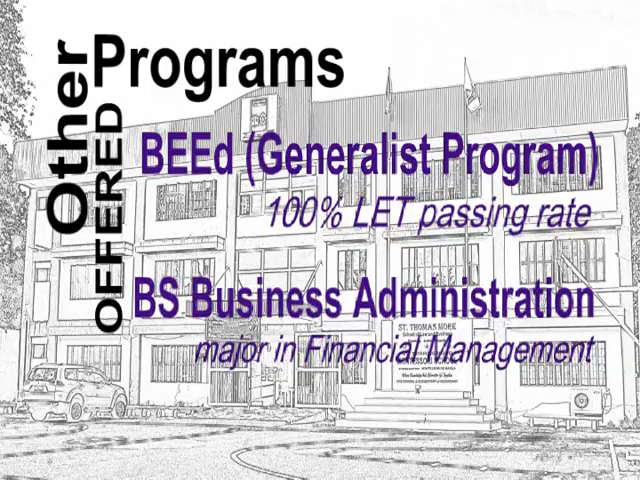 Other
OFFERED
Programs
BEEd (Generalist Program)
100% LET passing rate
BS Business Administration
major in Financial Management
ST. THOMAS MORE